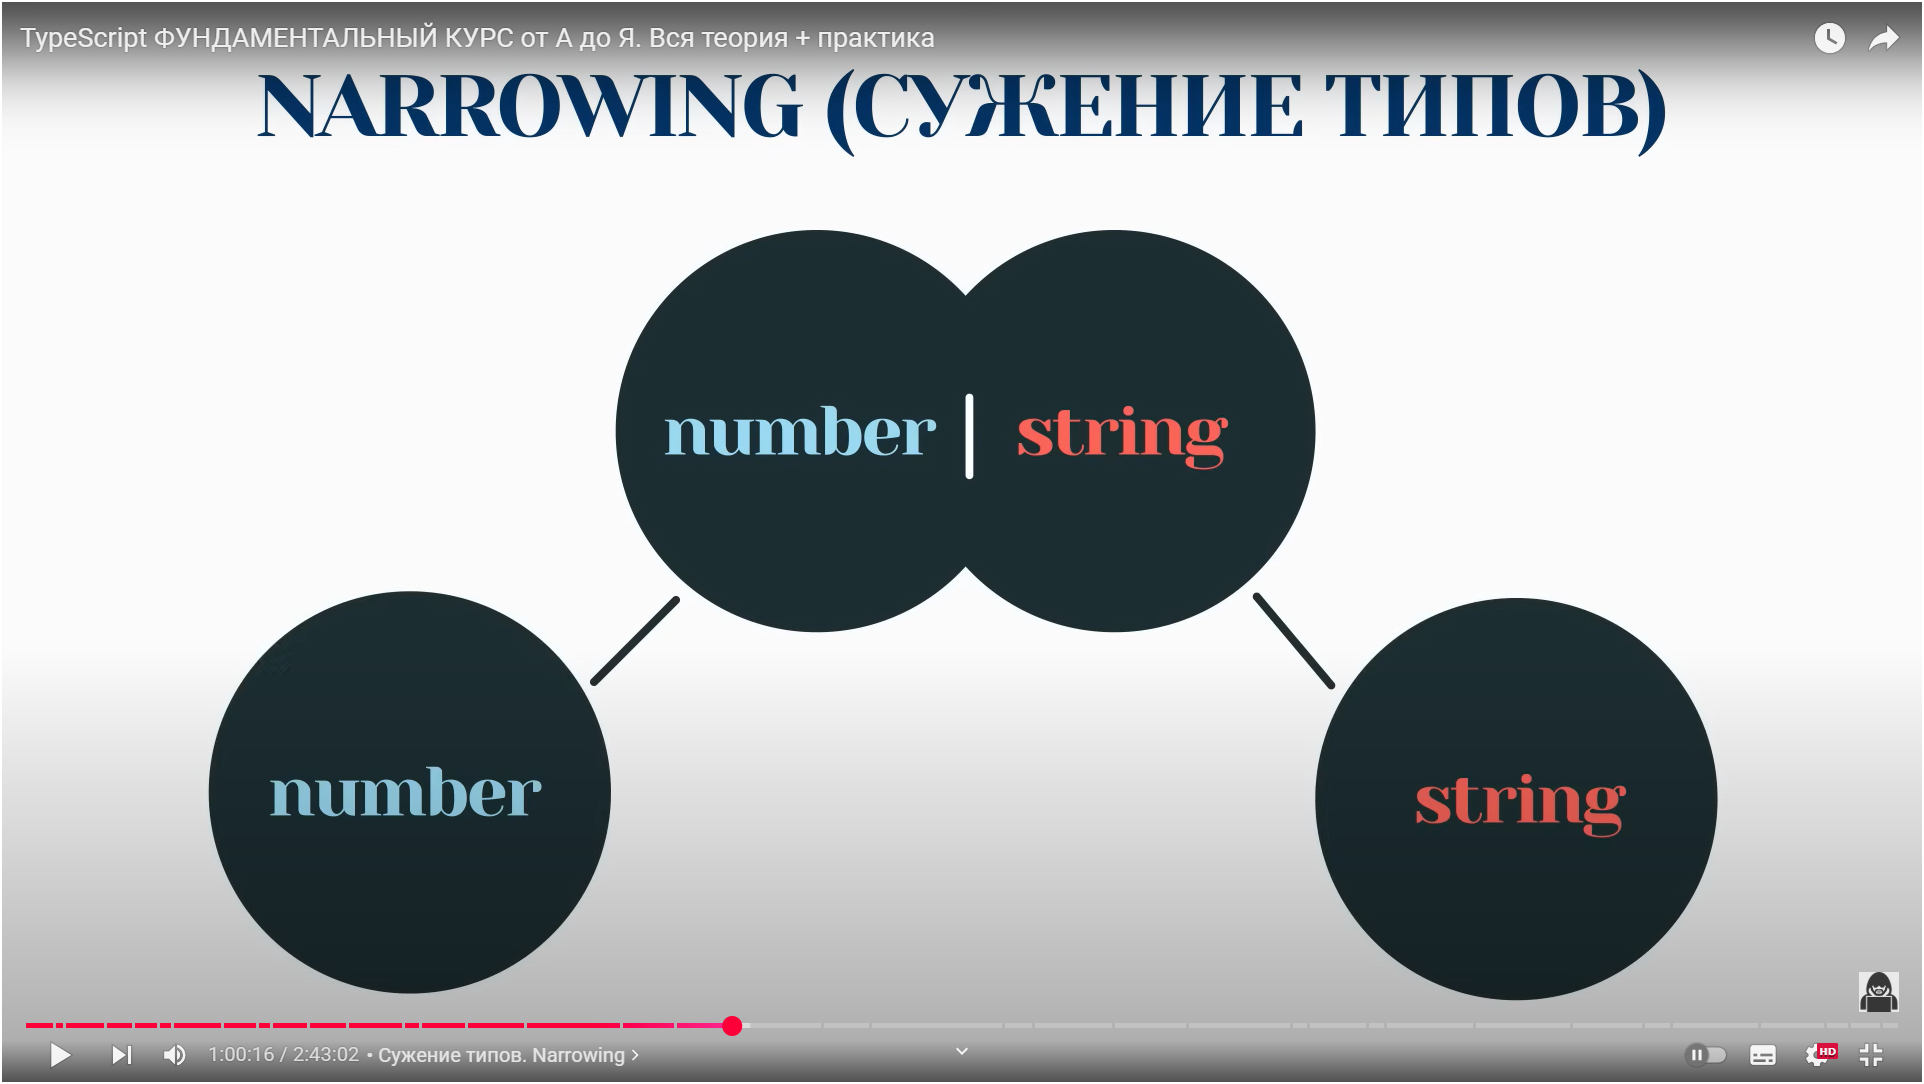 TypeScript ФУНДАМЕНТАЛЬНЫЙ КУРС от А до Я. Вся теория + практика
NARROWING (СУЖЕНИЕ ТИПОВ)
number | string
number
string
1:00:16 / 2:43:02 • Сужение типов. Narrowing
HD